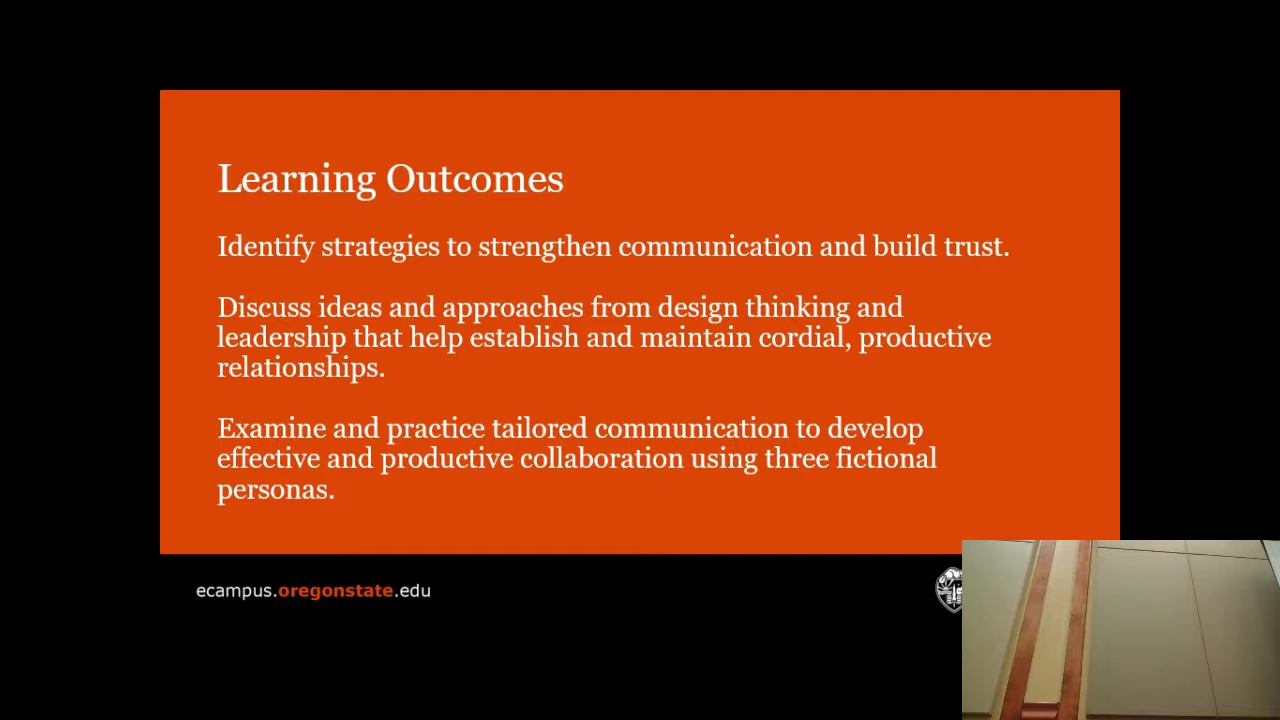 Learning Outcomes
Identify strategies to strengthen communication and build trust.
Discuss ideas and approaches from design thinking and
leadership that help establish and maintain cordial, productive
relationships.
Examine and practice tailored communication to develop
effective and productive collaboration using three fictional
personas.
ecampus.oregonstate.edu